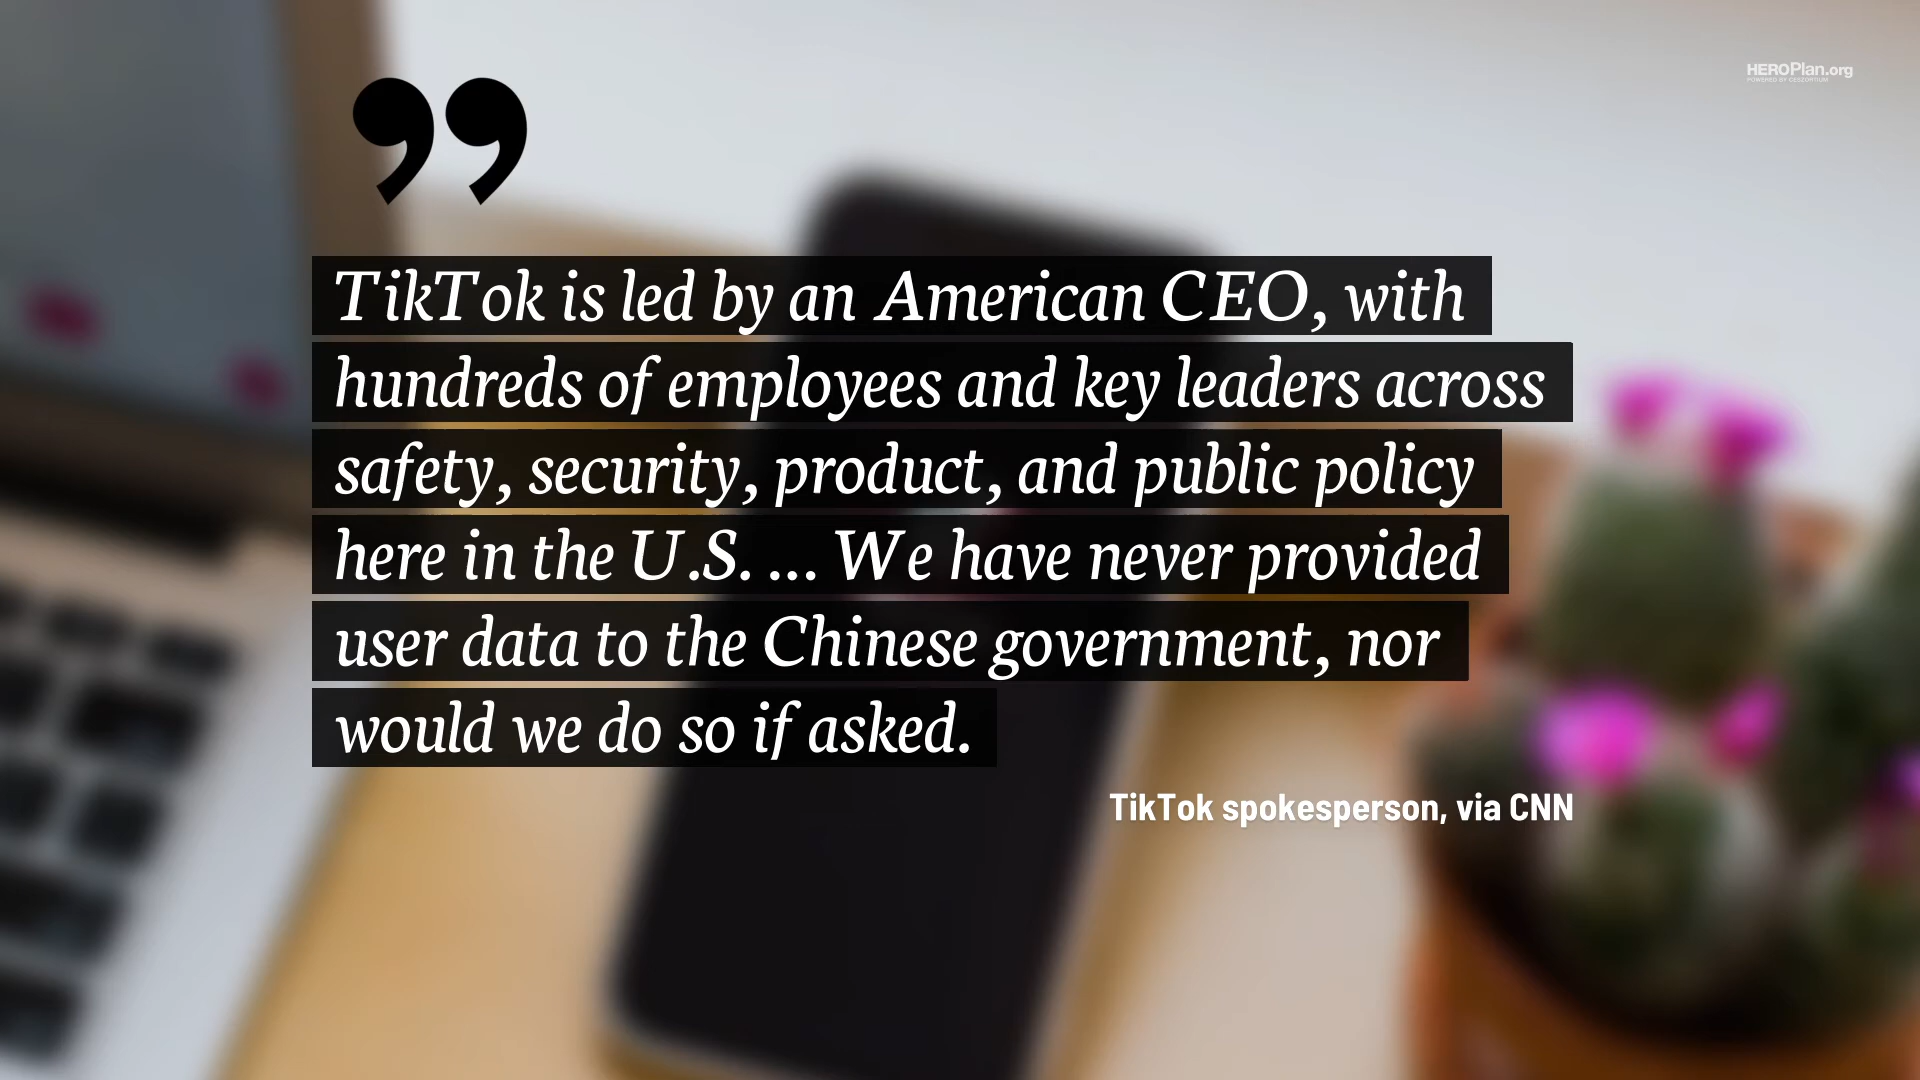 HEROPlan.org
”
TikTok is led by an American CEO, with
hundreds of employees and key leaders across
safety, security, product, and public policy
here in the U.S. ... We have never provided
user data to the Chinese government, nor
would we do so if asked.
TikTok spokesperson, via CNN